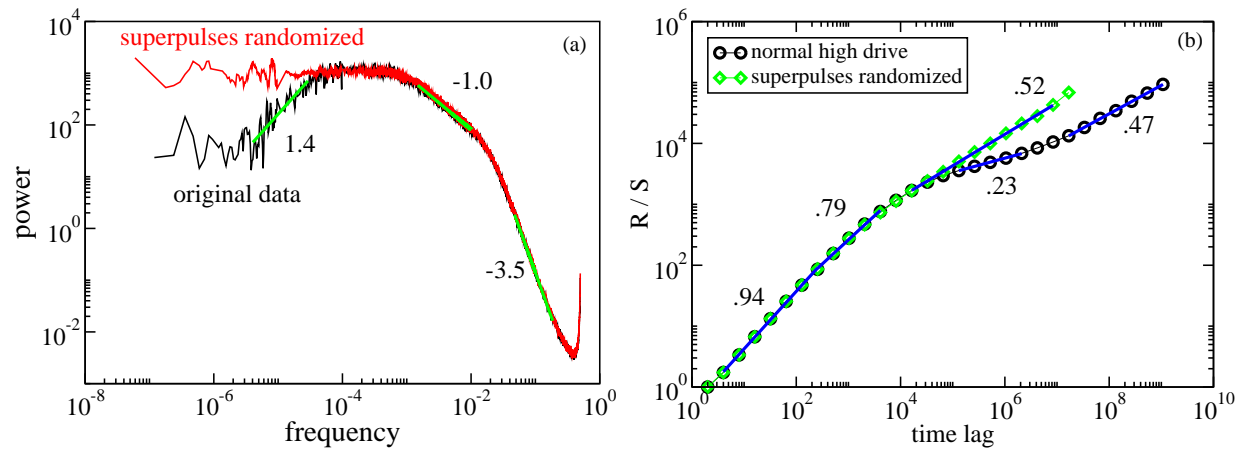 10^4
superpulses randomized
(a)
-1.0
10^2
1.4
original data
power
10^0
-3.5
10^-2
10^-8
10^-6
10^-4
10^-2
10^0
frequency
10^6
normal high drive
(b)
superpulses randomized
.52
10^4
.47
.23
R / S
.79
10^2
.94
10^0
10^0
10^2
10^4
10^6
10^8
10^10
time lag